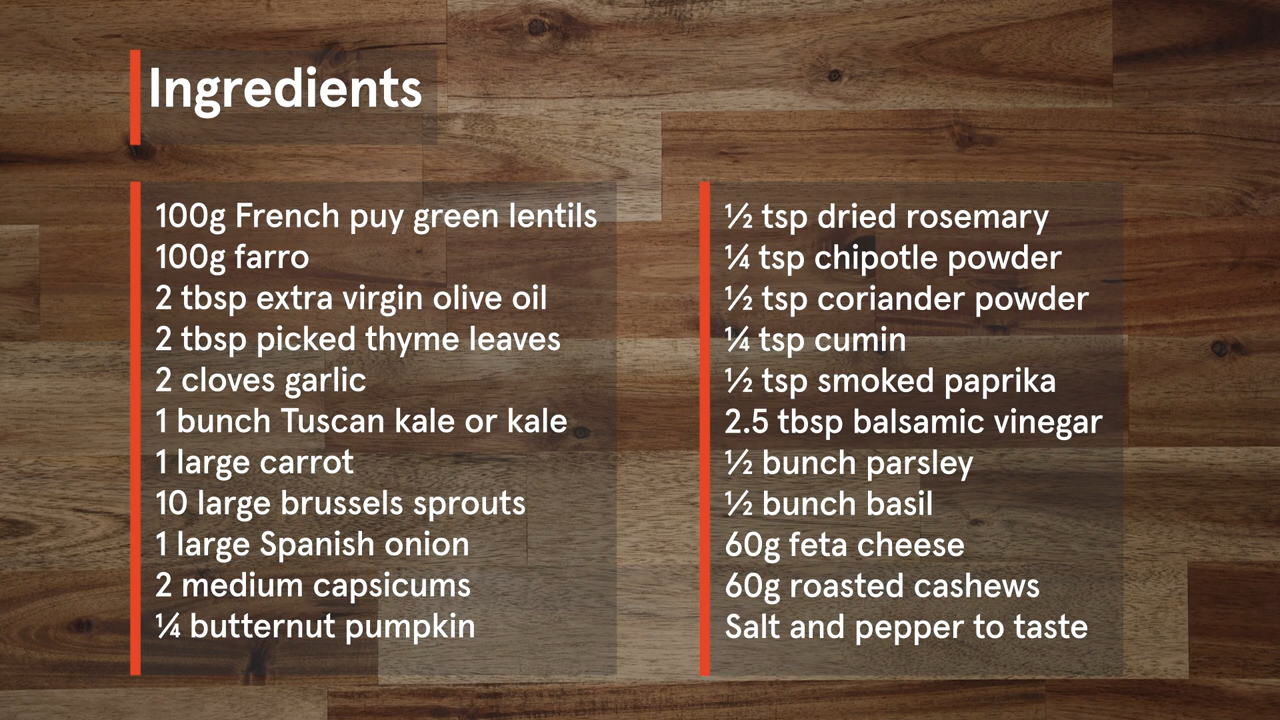 Ingredients
100g French puy green lentils
100g farro
2 tbsp extra virgin olive oil
2 tbsp picked thyme leaves
2 cloves garlic
1 bunch Tuscan kale or kale
1 large carrot
10 large brussels sprouts
1 large Spanish onion
2 medium capsicums
¼ butternut pumpkin
½ tsp dried rosemary
¼ tsp chipotle powder
½ tsp coriander powder
¼ tsp cumin
½ tsp smoked paprika
2.5 tbsp balsamic vinegar
½ bunch parsley
½ bunch basil
60g feta cheese
60g roasted cashews
Salt and pepper to taste